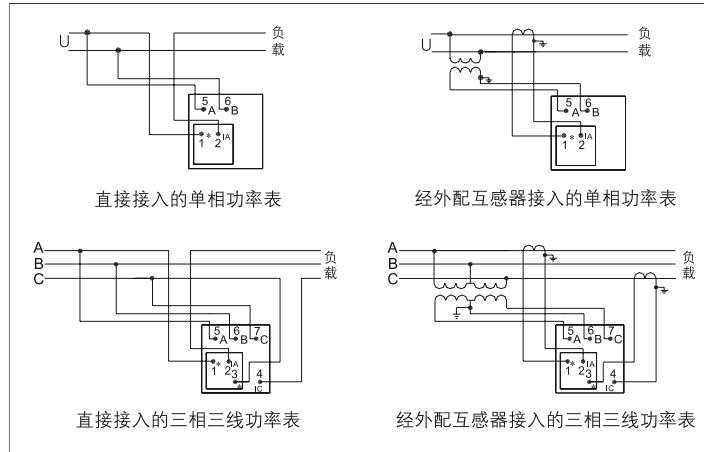 U
负
载
5 6
A B
* IA
1 2
直接接入的单相功率表
U
负
载
5 6
A B
* IA
1 2
经外配互感器接入的单相功率表
A
B
C
负
载
5 6 7
A B C
* IA
1 2 3 4
* IC
直接接入的三相三线功率表
A
B
C
负
载
5 6 7
A B C
* IA
1 2 3 4
* IC
经外配互感器接入的三相三线功率表